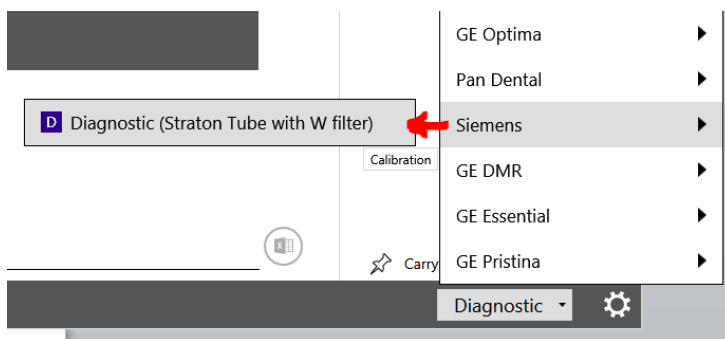 GE Optima
Pan Dental
D Diagnostic (Straton Tube with W filter)
Siemens
Calibration
GE DMR
GE Essential
Carry
GE Pristina
Diagnostic